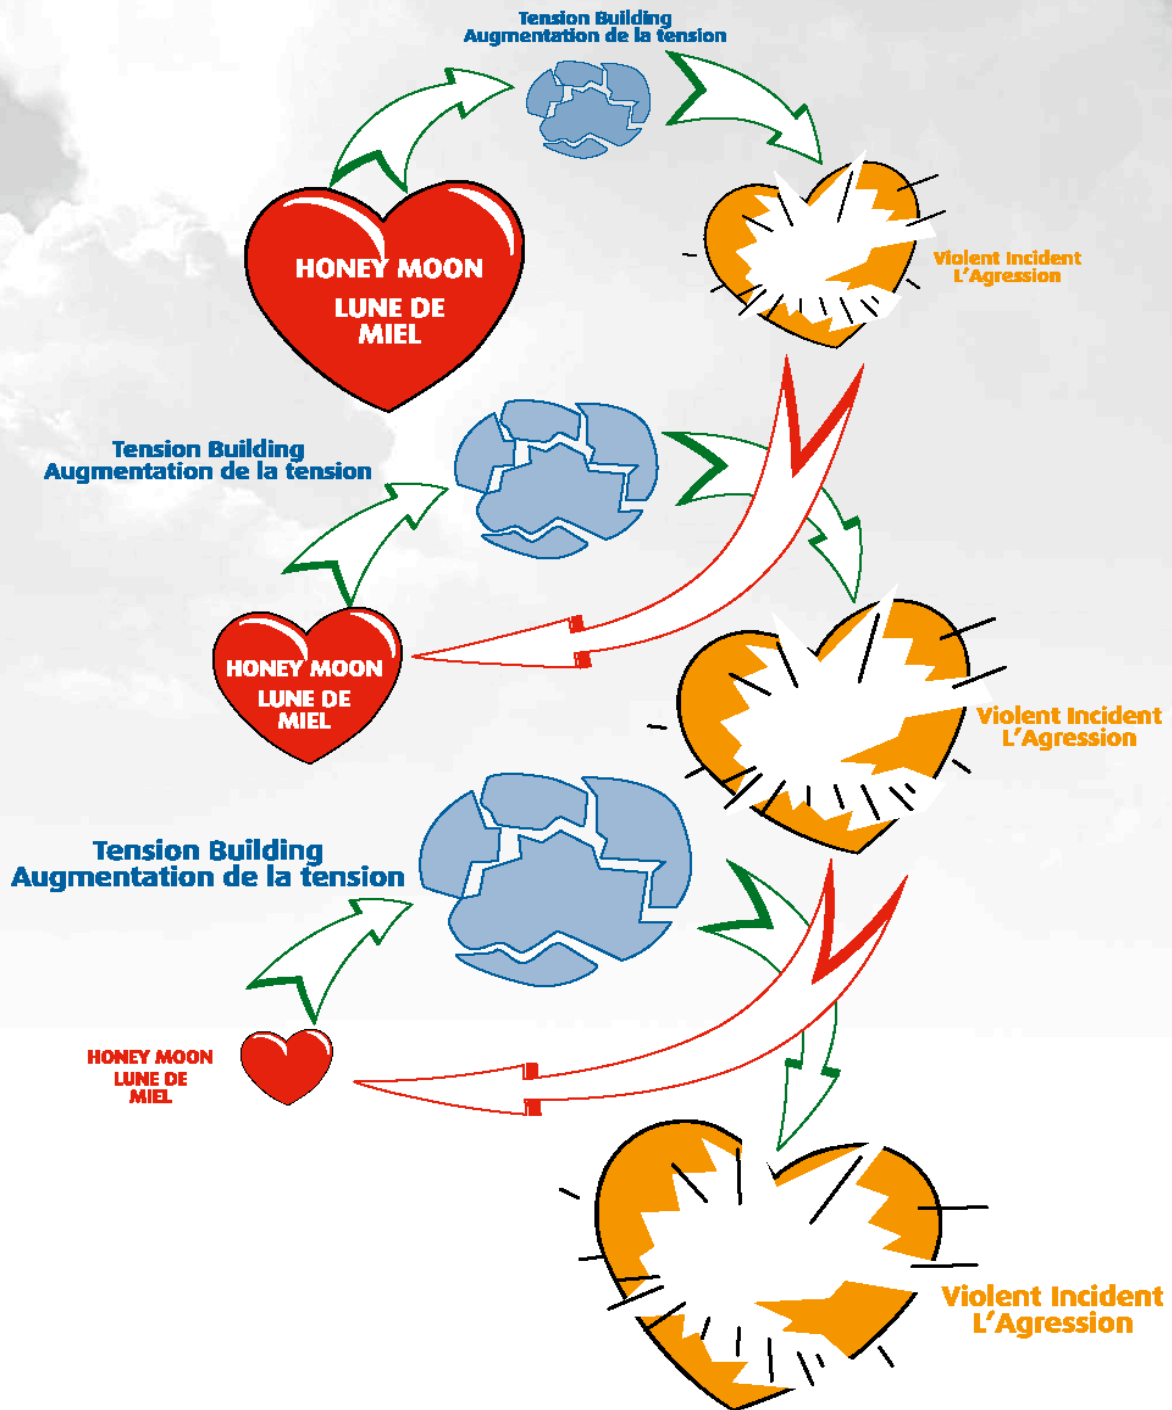 Tension Building
Augmentation de la tension
HONEY MOON
LUNE DE
MIEL
Violent Incident
L'Agression
Tension Building
Augmentation de la tension
HONEY MOON
LUNE DE
MIEL
Violent Incident
L'Agression
Tension Building
Augmentation de la tension
HONEY MOON
LUNE DE
MIEL
Violent Incident
L'Agression